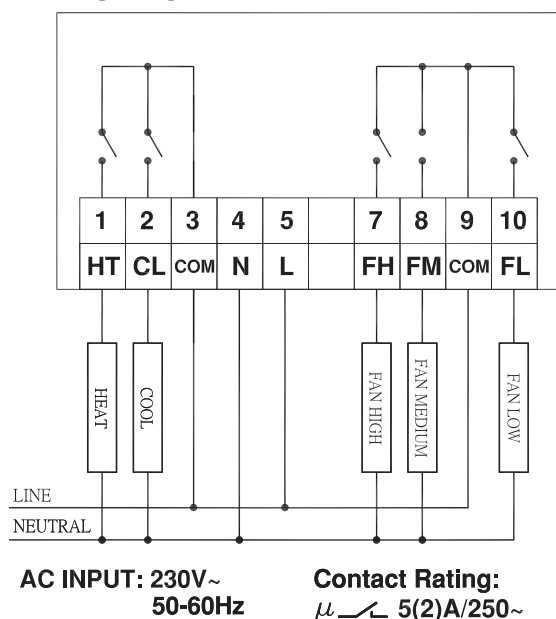 1 2 3 4 5 7 8 9 10
HT CL COM N L FH FM COM FL
HEAT
COOL
FAN HIGH
FAN MEDIUM
FAN LOW
LINE
NEUTRAL
AC INPUT: 230V~
50-60Hz
Contact Rating:
μ 5(2)A/250~